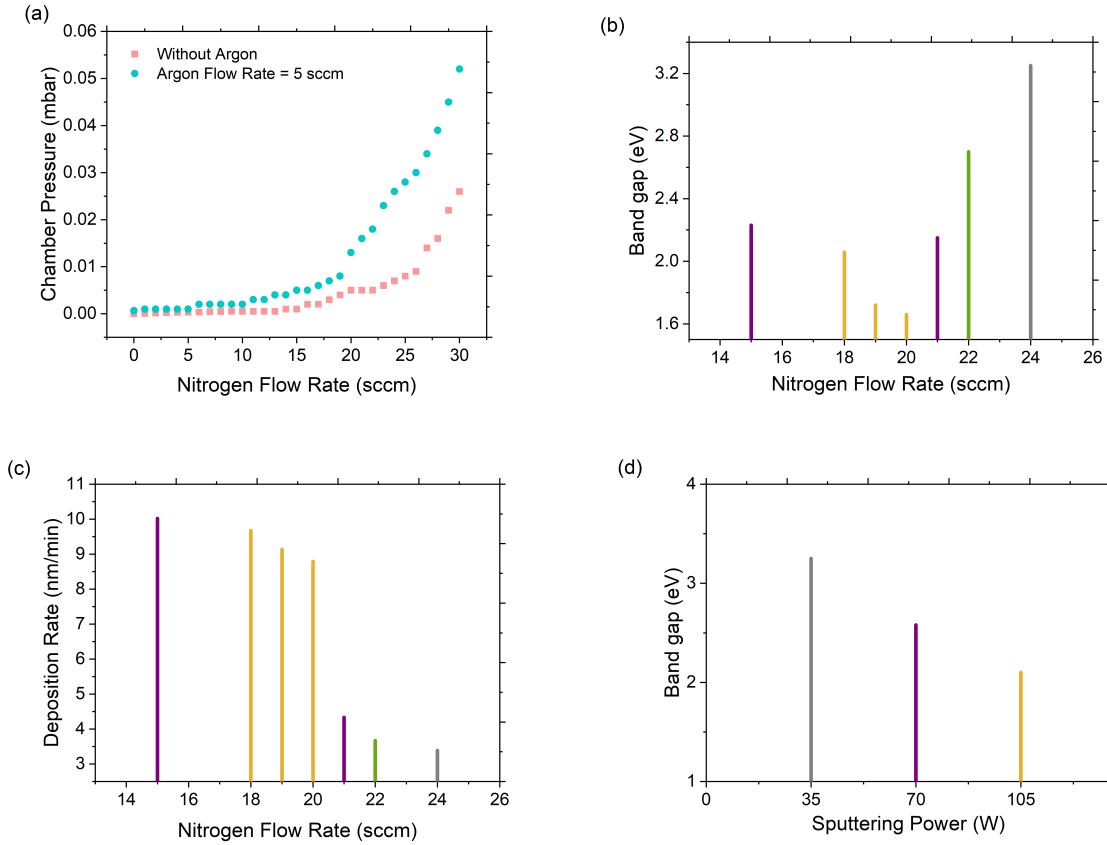 (a)
0.06
0.05
0.04
0.03
0.02
0.01
0.00
Chamber Pressure (mbar)
Without Argon
Argon Flow Rate = 5 sccm
0 5 10 15 20 25 30
Nitrogen Flow Rate (sccm)
(b)
3.2
2.8
2.4
2.0
1.6
Band gap (eV)
14 16 18 20 22 24 26
Nitrogen Flow Rate (sccm)
(c)
11
10
9
8
7
6
5
4
3
Deposition Rate (nm/min)
14 16 18 20 22 24 26
Nitrogen Flow Rate (sccm)
(d)
4
3
2
1
Band gap (eV)
0 35 70 105
Sputtering Power (W)